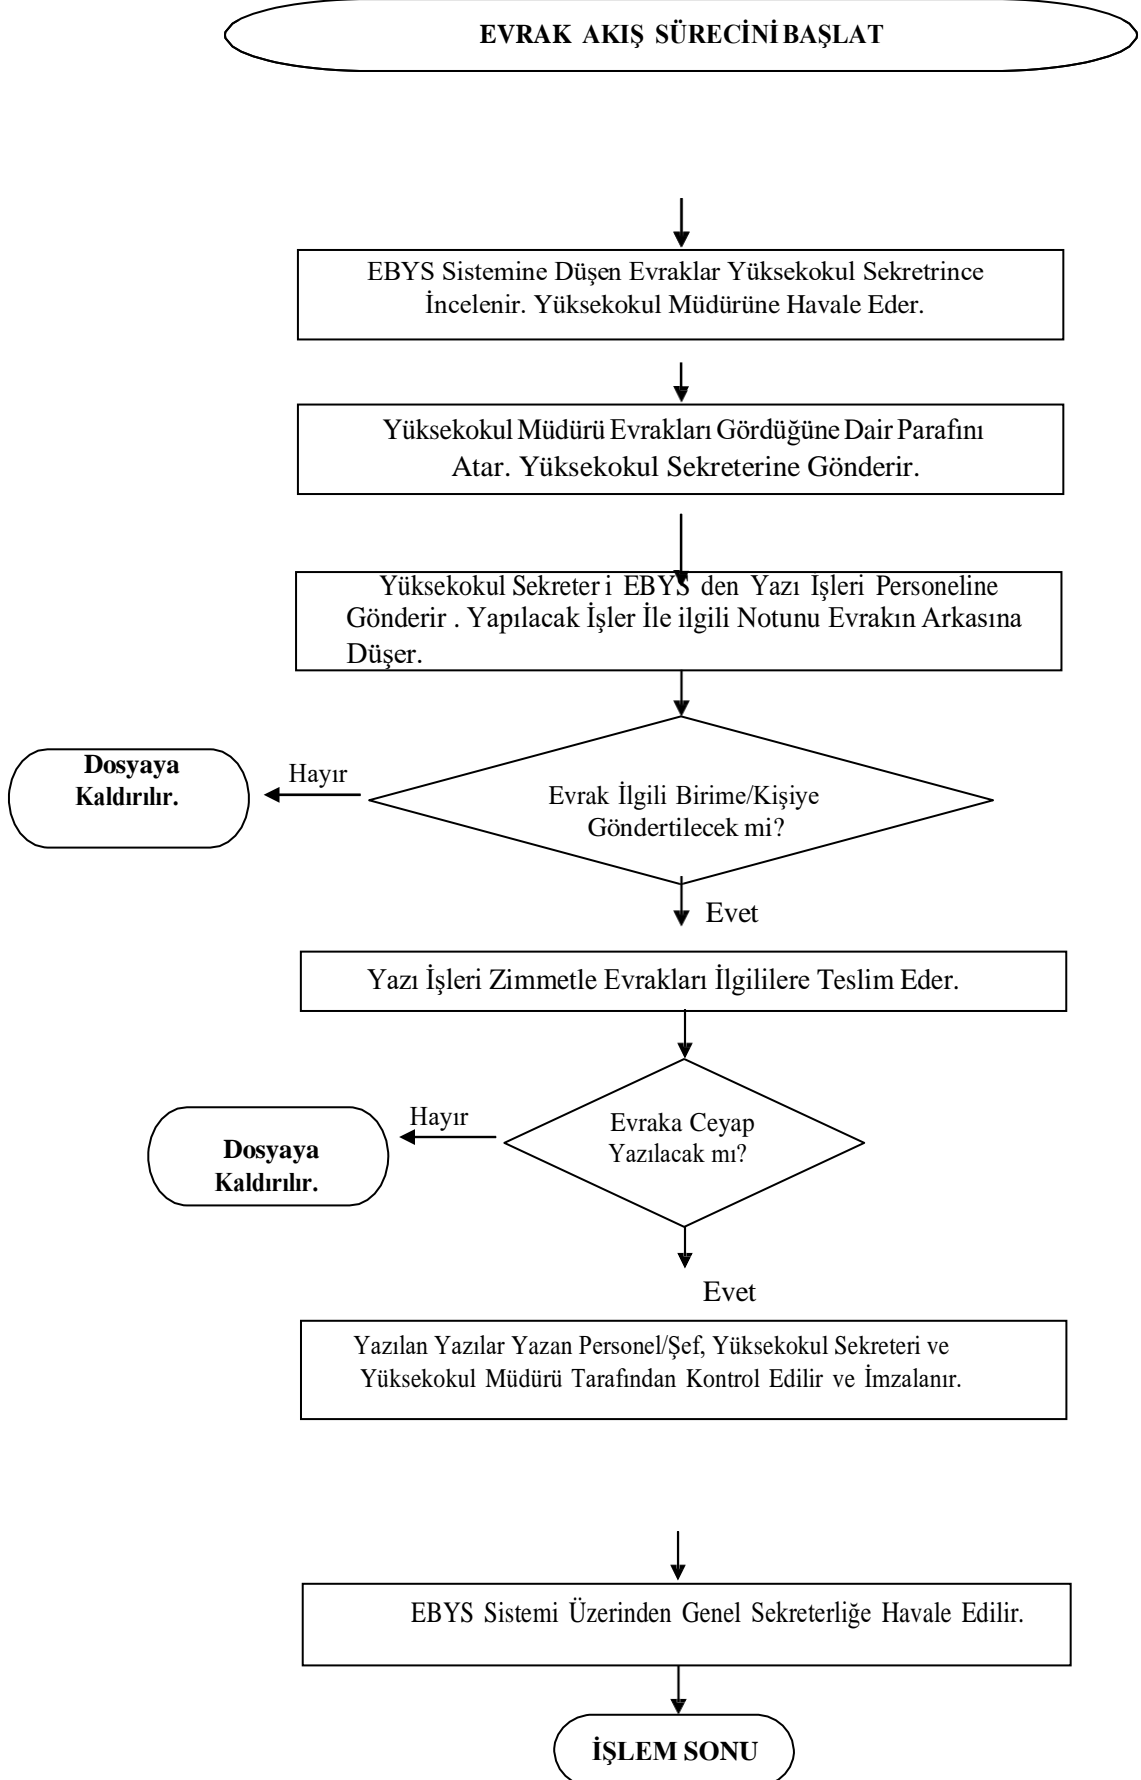 EVRAK AKIŞ SÜRECİNİ BAŞLAT
EBYS Sistemine Düşen Evraklar Yüksekokul Sekretrince
İncelenir. Yüksekokul Müdürüne Havale Eder.
Yüksekokul Müdürü Evrakları Gördüğüne Dair Parafını
Atar. Yüksekokul Sekreterine Gönderir.
Yüksekokul Sekreter i EBYS den Yazı İşleri Personeline
Gönderir . Yapılacak İşler İle ilgili Notunu Evrakın Arkasına
Düşer.
Dosyaya
Kaldırılır.
Hayır
Evrak İlgili Birime/Kişiye
Göndertilecek mi?
Evet
Yazı İşleri Zimmetle Evrakları İlgililere Teslim Eder.
Hayır
Dosyaya
Kaldırılır.
Evraka Ceyap
Yazılacak mı?
Evet
Yazılan Yazılar Yazan Personel/Şef, Yüksekokul Sekreteri ve
Yüksekokul Müdürü Tarafından Kontrol Edilir ve İmzalanır.
EBYS Sistemi Üzerinden Genel Sekreterliğe Havale Edilir.
İŞLEM SONU